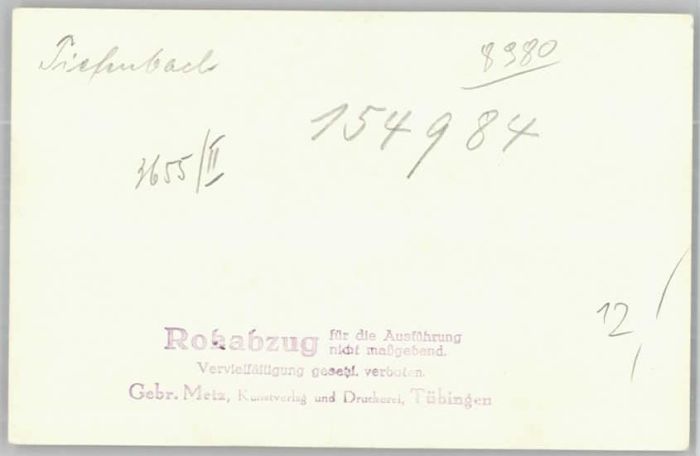 Tiefenbach
8980
154984
3655/II
12
Rohabzug für die Ausführung
nicht maßgebend.
Vervielfältigung gesetzl. verboten.
Gebr. Metz, Kunstverlag und Druckerei, Tübingen